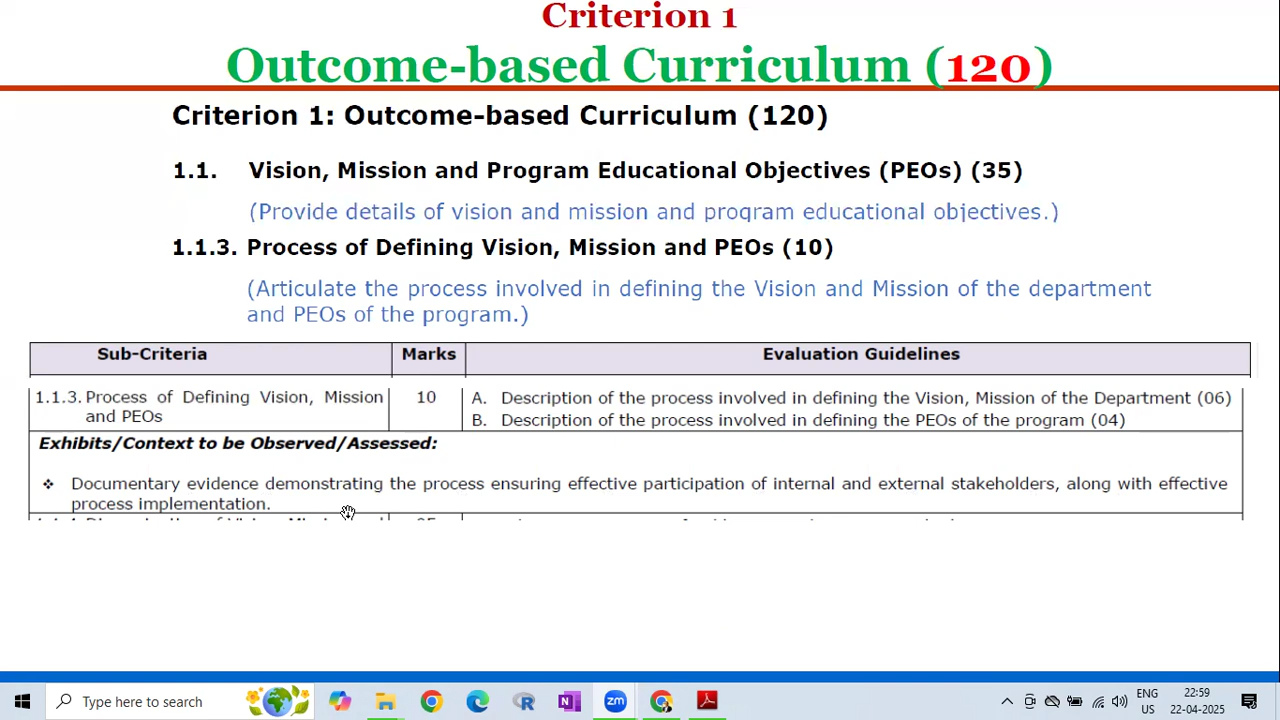 Criterion 1
Outcome-based Curriculum (120)
Criterion 1: Outcome-based Curriculum (120)
1.1. Vision, Mission and Program Educational Objectives (PEOs) (35)
(Provide details of vision and mission and program educational objectives.)
1.1.3. Process of Defining Vision, Mission and PEOs (10)
(Articulate the process involved in defining the Vision and Mission of the department
and PEOs of the program.)
Sub-Criteria Marks Evaluation Guidelines
1.1.3. Process of Defining Vision, Mission
and PEOs
10
A. Description of the process involved in defining the Vision, Mission of the Department (06)
B. Description of the process involved in defining the PEOs of the program (04)
Exhibits/Context to be Observed/Assessed:
❖ Documentary evidence demonstrating the process ensuring effective participation of internal and external stakeholders, along with effective
process implementation.
Type here to search
zm
ENG
US
22:59
22-04-2025